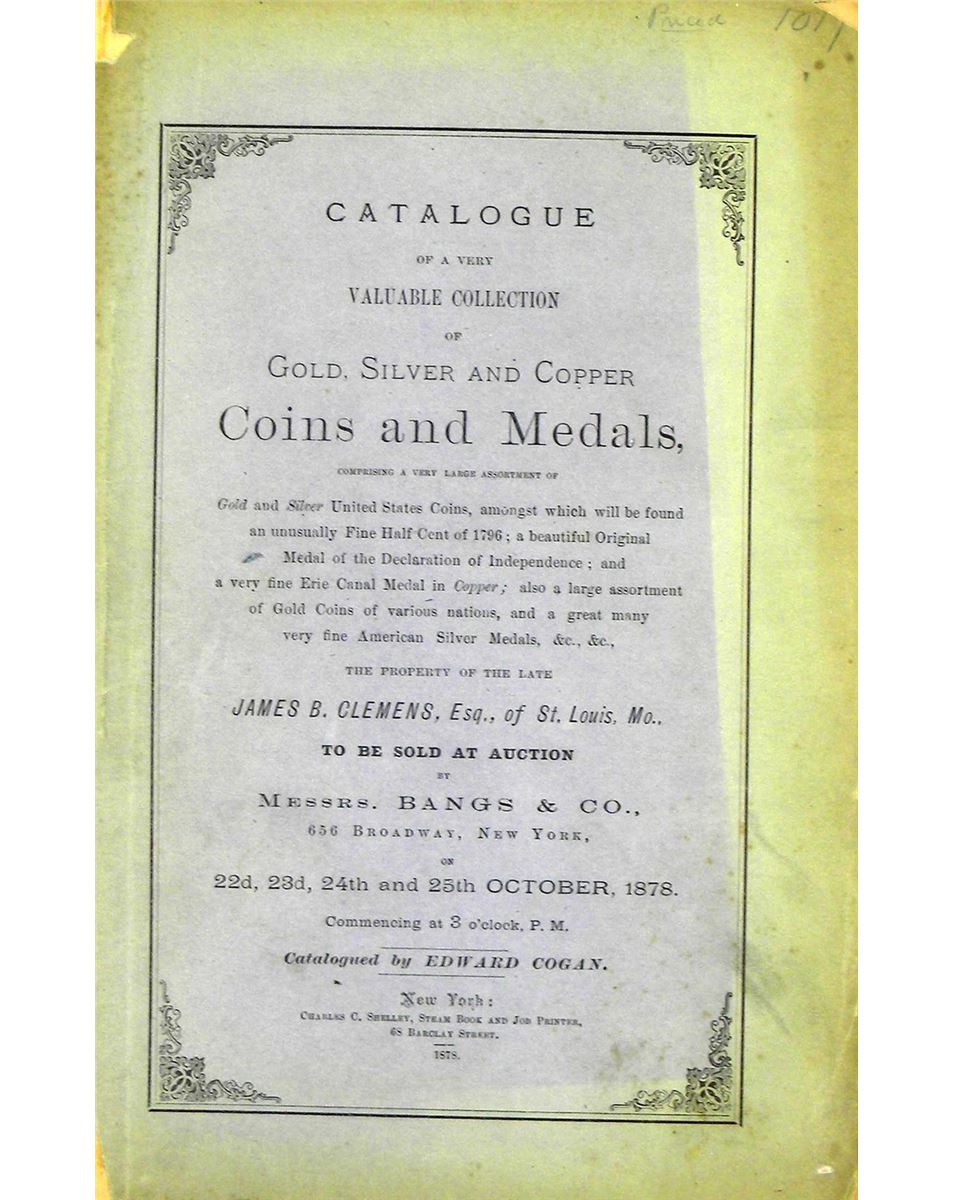 Priced
CATALOGUE
OF A VERY
VALUABLE COLLECTION
OF
GOLD, SILVER AND COPPER
Coins and Medals,
COMPRISING A VERY LARGE ASSORTMENT OF
Gold and Silver United States Coins, amongst which will be found
an unusually Fine Half Cent of 1796; a beautiful Original
Medal of the Declaration of Independence; and
a very fine Erie Canal Medal in Copper; also a large assortment
of Gold Coins of various nations, and a great many
very fine American Silver Medals, &c., &c.,
THE PROPERTY OF THE LATE
JAMES B. CLEMENS, Esq., of St. Louis, Mo.,
TO BE SOLD AT AUCTION
BY
MESSRS. BANGS & CO.,
656 BROADWAY, NEW YORK,
ON
22d, 23d, 24th and 25th OCTOBER, 1878.
Commencing at 3 o'clock, P. M.
Catalogued by EDWARD COGAN.
New York:
CHARLES C. SHELLEY, STEAM BOOK AND JOB PRINTER,
68 BARCLAY STREET.
1878.